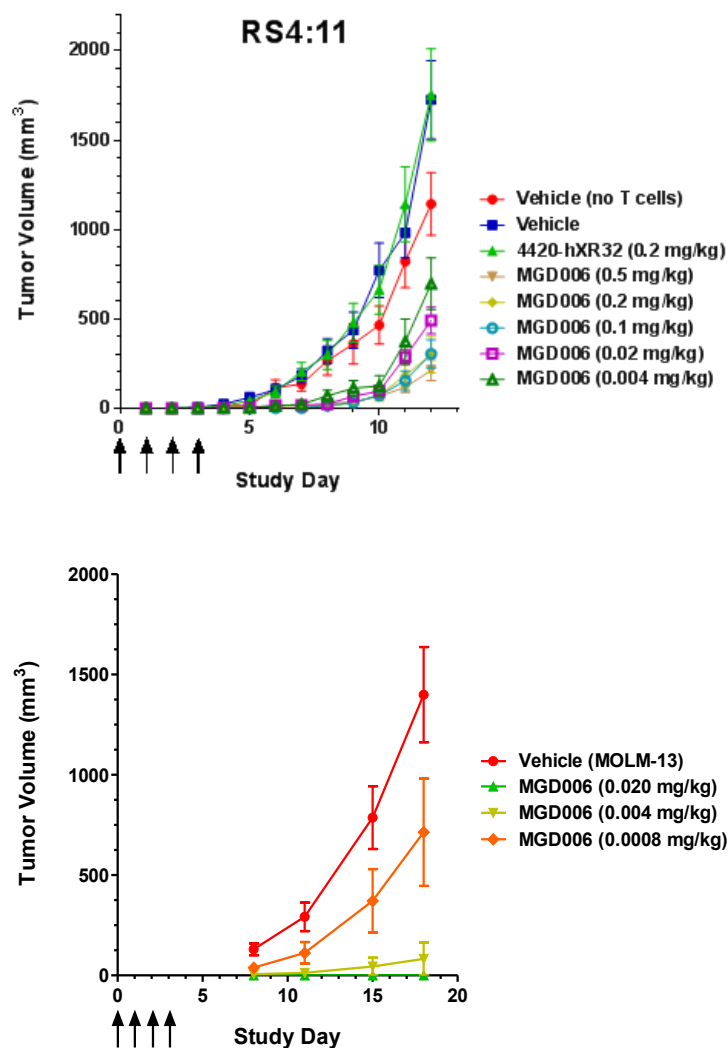 RS4:11
2000
1500
1000
500
0
Tumor Volume (mm³)
0
5
10
Study Day
Vehicle (no T cells)
Vehicle
4420-hXR32 (0.2 mg/kg)
MGD006 (0.5 mg/kg)
MGD006 (0.2 mg/kg)
MGD006 (0.1 mg/kg)
MGD006 (0.02 mg/kg)
MGD006 (0.004 mg/kg)
2000
1500
1000
500
0
Tumor Volume (mm³)
0
5
10
15
20
Study Day
Vehicle (MOLM-13)
MGD006 (0.020 mg/kg)
MGD006 (0.004 mg/kg)
MGD006 (0.0008 mg/kg)